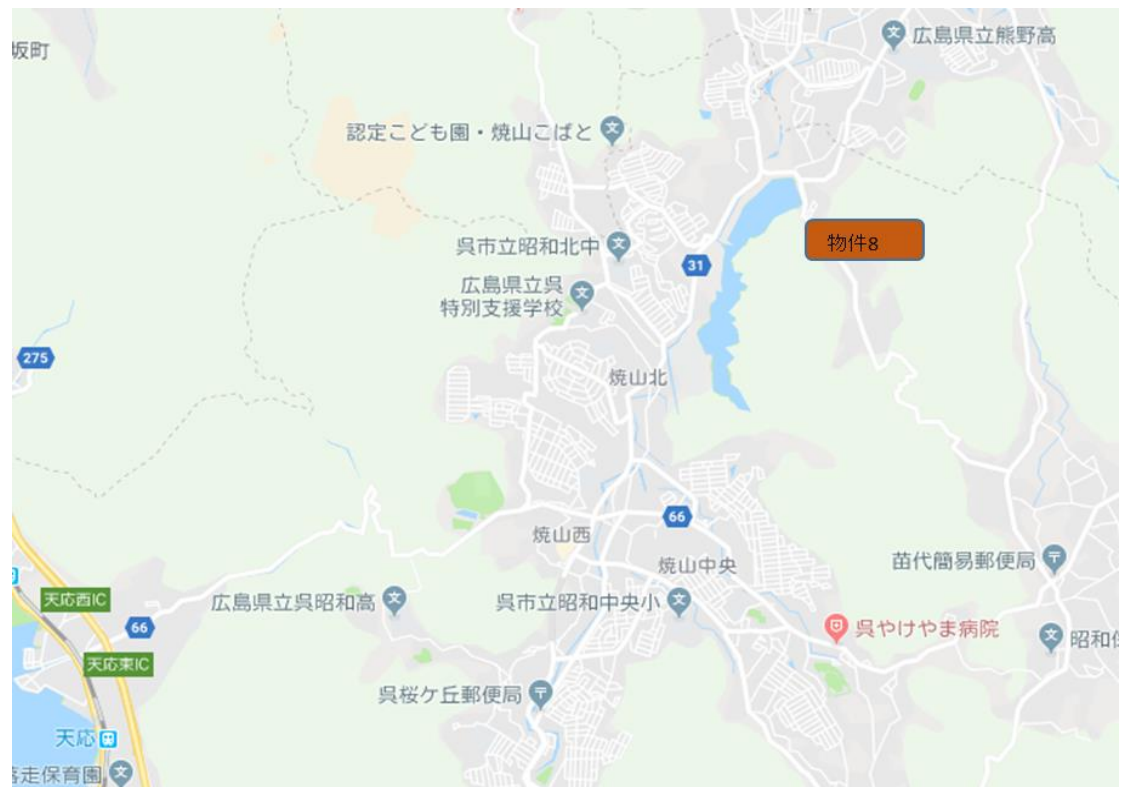 坂町
広島県立熊野高
認定こども園・焼山こばと
物件8
呉市立昭和北中
31
広島県立呉
特別支援学校
275
焼山北
66
焼山西
焼山中央
苗代簡易郵便局
天応西IC
広島県立呉昭和高
呉市立昭和中央小
66
呉やけやま病院
昭和
天応東IC
呉桜ケ丘郵便局
天応
落走保育園